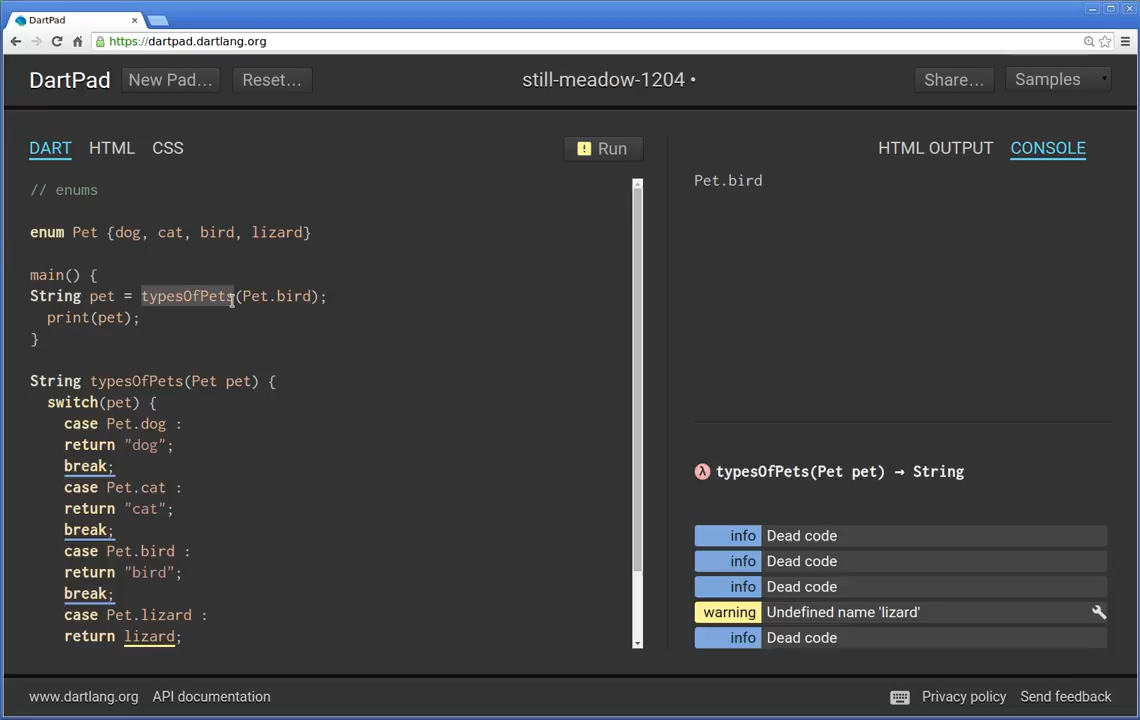 DartPad
https://dartpad.dartlang.org
DartPad New Pad... Reset... still-meadow-1204 • Share... Samples
DART HTML CSS Run HTML OUTPUT CONSOLE
// enums
enum Pet {dog, cat, bird, lizard}
main() {
String pet = typesOfPets(Pet.bird);
print(pet);
}
String typesOfPets(Pet pet) {
switch(pet) {
case Pet.dog :
return "dog";
break;
case Pet.cat :
return "cat";
break;
case Pet.bird :
return "bird";
break;
case Pet.lizard :
return lizard;
Pet.bird
λ typesOfPets(Pet pet) → String
info Dead code
info Dead code
info Dead code
warning Undefined name 'lizard'
info Dead code
www.dartlang.org API documentation Privacy policy Send feedback